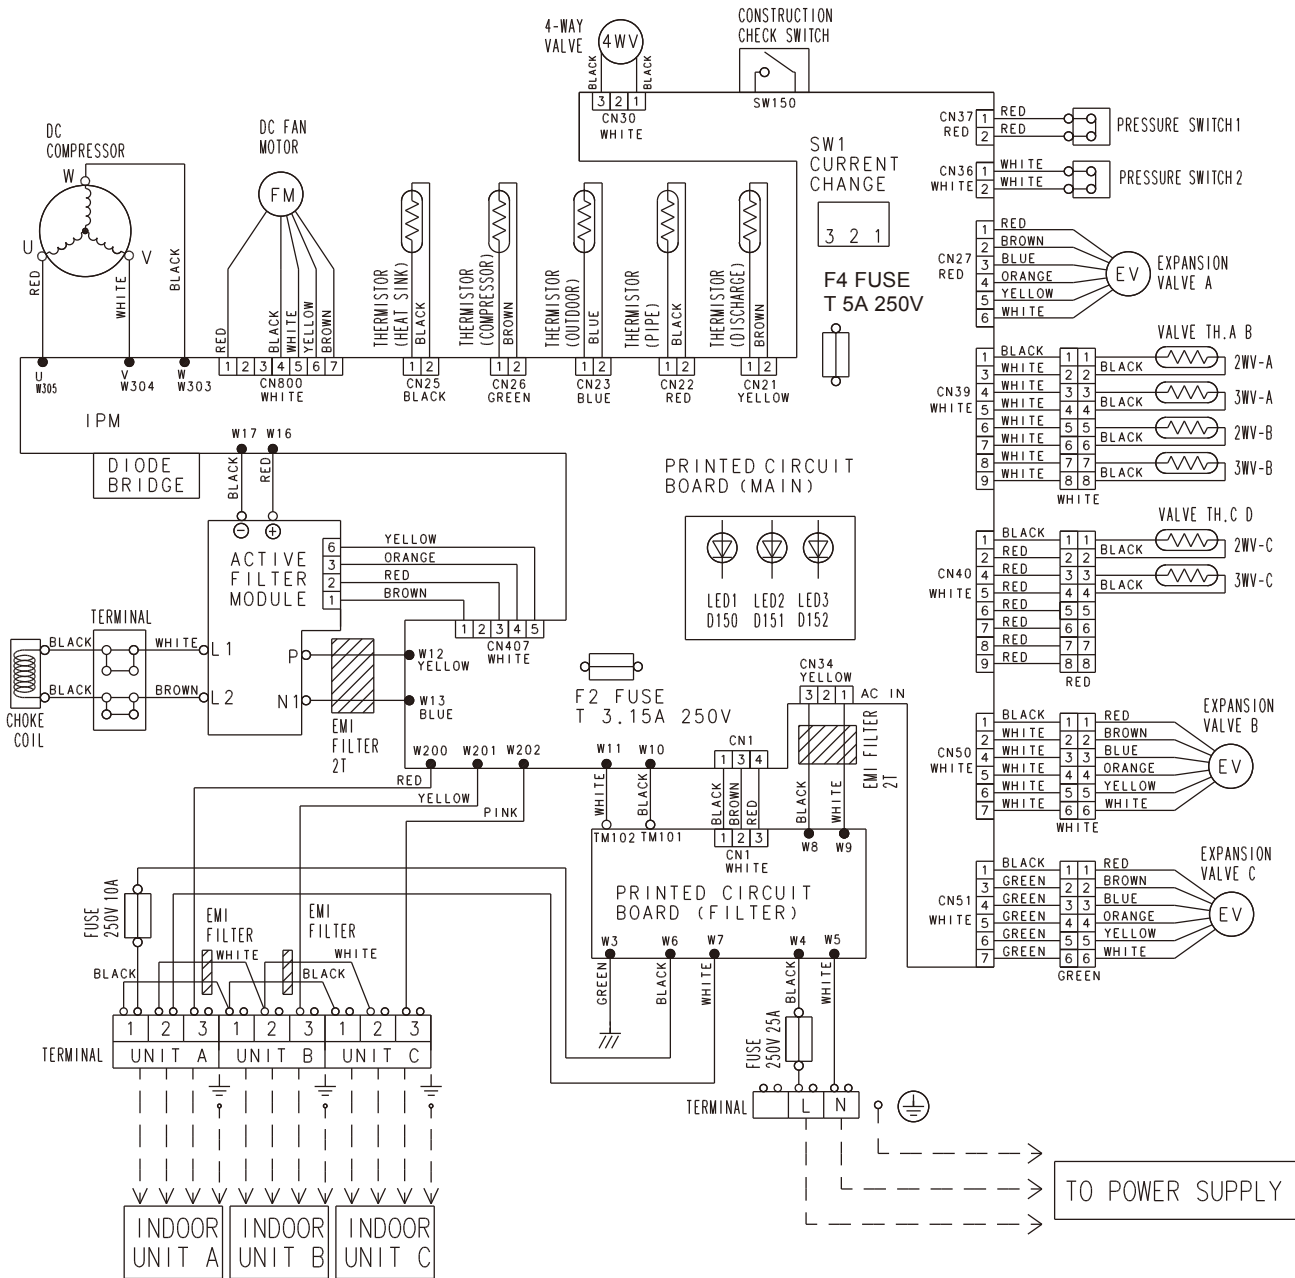 4-WAY
VALVE
4WV
BLACK
BLACK
3 2 1
CN30
WHITE
CONSTRUCTION
CHECK SWITCH
SW150
DC
COMPRESSOR
W
U
V
RED
WHITE
BLACK
DC FAN
MOTOR
FM
RED
BLACK
WHITE
YELLOW
BROWN
THERMISTOR
(HEAT SINK)
BLACK
THERMISTOR
(COMPRESSOR)
BROWN
THERMISTOR
(OUTDOOR)
BLUE
THERMISTOR
(PIPE)
BLACK
THERMISTOR
(DISCHARGE)
BROWN
U
W305
V
W304
W
W303
1 2 3 4 5 6 7
CN800
WHITE
1 2
CN25
BLACK
1 2
CN26
GREEN
1 2
CN23
BLUE
1 2
CN22
RED
1 2
CN21
YELLOW
SW1
CURRENT
CHANGE
3 2 1
F4 FUSE
T 5A 250V
CN37
RED
1 RED
2 RED
PRESSURE SWITCH1
CN36
WHITE
1 WHITE
2 WHITE
PRESSURE SWITCH2
CN27
RED
1 RED
2 BROWN
3 BLUE
4 ORANGE
5 YELLOW
6 WHITE
EV
EXPANSION
VALVE A
VALVE TH.A B
CN39
WHITE
1 BLACK 1 1
3 WHITE 2 2 BLACK 2WV-A
4 WHITE 3 3
5 WHITE 4 4 BLACK 3WV-A
6 WHITE 5 5
7 WHITE 6 6 BLACK 2WV-B
8 WHITE 7 7
9 WHITE 8 8 BLACK 3WV-B
WHITE
VALVE TH.C D
CN40
WHITE
1 BLACK 1 1
2 RED 2 2 BLACK 2WV-C
4 RED 3 3
5 RED 4 4 BLACK 3WV-C
6 RED 5 5
7 RED 6 6
8 RED 7 7
9 RED 8 8
RED
CN50
WHITE
1 BLACK 1 1 RED
2 WHITE 2 2 BROWN
4 WHITE 3 3 BLUE
5 WHITE 4 4 ORANGE
6 WHITE 5 5 YELLOW
7 WHITE 6 6 WHITE
WHITE
EXPANSION
VALVE B
EV
CN51
WHITE
1 BLACK 1 1 RED
3 GREEN 2 2 BROWN
4 GREEN 3 3 BLUE
5 GREEN 4 4 ORANGE
6 GREEN 5 5 YELLOW
7 GREEN 6 6 WHITE
GREEN
EXPANSION
VALVE C
EV
IPM
DIODE
BRIDGE
W17 W16
BLACK
RED
− +
ACTIVE
FILTER
MODULE
6 YELLOW
3 ORANGE
2 RED
1 BROWN
1 2 3 4 5
CN407
WHITE
TERMINAL
BLACK WHITE L1
BLACK BROWN L2
CHOKE
COIL
P
N1
EMI
FILTER
2T
W12
YELLOW
W13
BLUE
PRINTED CIRCUIT
BOARD (MAIN)
LED1
D150
LED2
D151
LED3
D152
F2 FUSE
T 3.15A 250V
CN34
YELLOW
3 2 1 AC IN
EMI FILTER
2T
W200 W201 W202
RED
YELLOW
PINK
W11 W10
WHITE
BLACK
CN1
1 3 4
BLACK
BROWN
RED
BLACK
WHITE
TM102 TM101
1 2 3
CN1
WHITE
W8 W9
PRINTED CIRCUIT
BOARD (FILTER)
W3 W6 W7 W4 W5
GREEN
BLACK
WHITE
BLACK
WHITE
FUSE
250V 10A
EMI
FILTER
EMI
FILTER
WHITE
WHITE
BLACK
BLACK
TERMINAL
1 2 3 1 2 3 1 2 3
UNIT A UNIT B UNIT C
FUSE
250V 25A
TERMINAL
L N
INDOOR
UNIT A
INDOOR
UNIT B
INDOOR
UNIT C
TO POWER SUPPLY